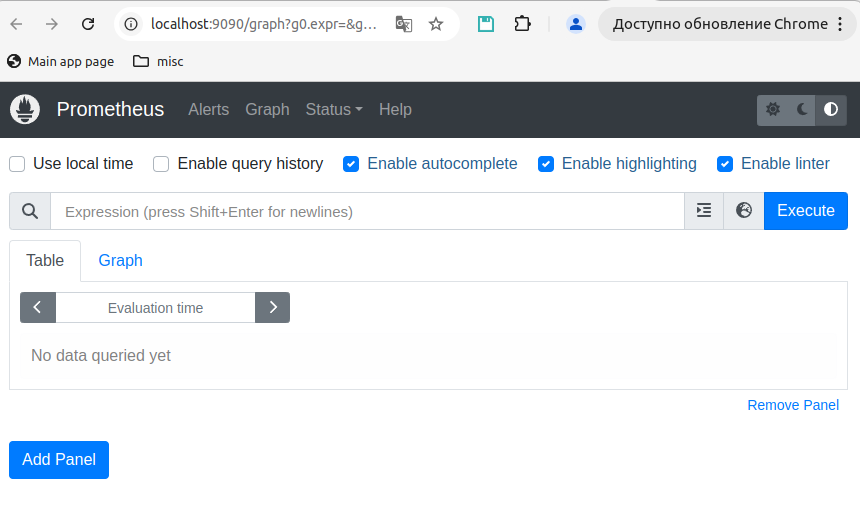 localhost:9090/graph?g0.expr=&g...
Доступно обновление Chrome
Main app page
misc
Prometheus
Alerts
Graph
Status
Help
Use local time
Enable query history
Enable autocomplete
Enable highlighting
Enable linter
Expression (press Shift+Enter for newlines)
Execute
Table
Graph
Evaluation time
No data queried yet
Remove Panel
Add Panel